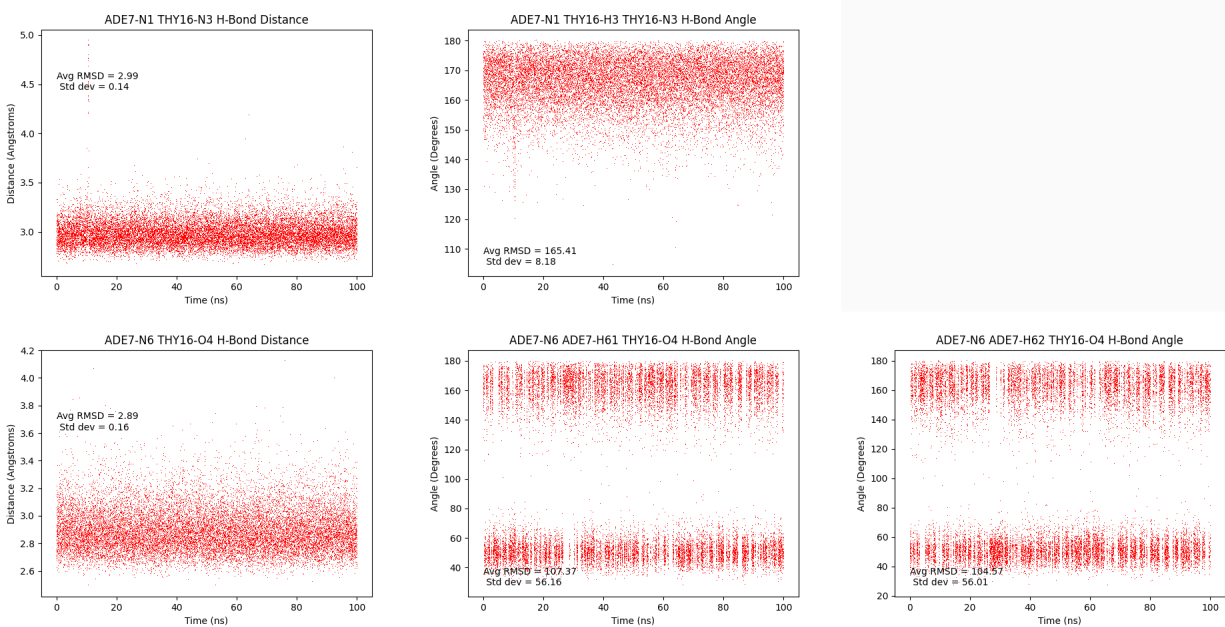 ADE7-N1 THY16-N3 H-Bond Distance
5.0
4.5
4.0
3.5
3.0
Distance (Angstroms)
Avg RMSD = 2.99
Std dev = 0.14
0 20 40 60 80 100
Time (ns)
ADE7-N1 THY16-H3 THY16-N3 H-Bond Angle
180
170
160
150
140
130
120
110
Angle (Degrees)
Avg RMSD = 165.41
Std dev = 8.18
0 20 40 60 80 100
Time (ns)
ADE7-N6 THY16-O4 H-Bond Distance
4.2
4.0
3.8
3.6
3.4
3.2
3.0
2.8
2.6
Distance (Angstroms)
Avg RMSD = 2.89
Std dev = 0.16
0 20 40 60 80 100
Time (ns)
ADE7-N6 ADE7-H61 THY16-O4 H-Bond Angle
180
160
140
120
100
80
60
40
Angle (Degrees)
Avg RMSD = 107.37
Std dev = 56.16
0 20 40 60 80 100
Time (ns)
ADE7-N6 ADE7-H62 THY16-O4 H-Bond Angle
180
160
140
120
100
80
60
40
20
Angle (Degrees)
Avg RMSD = 104.57
Std dev = 56.01
0 20 40 60 80 100
Time (ns)